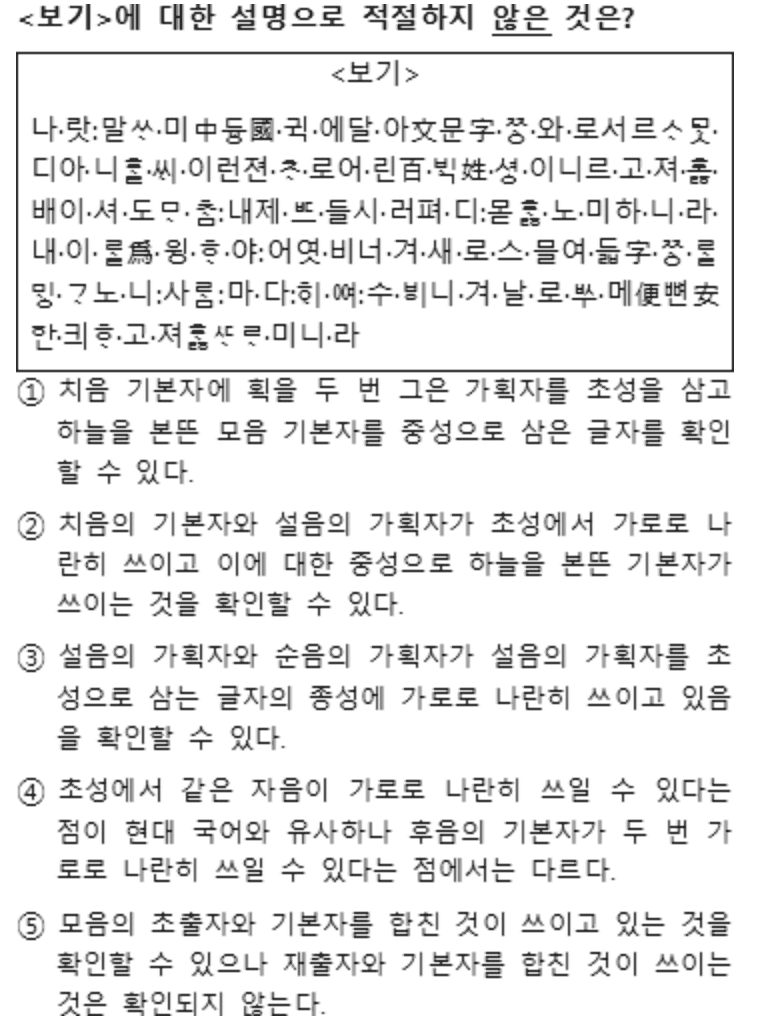 <보기>에 대한 설명으로 적절하지 않은 것은?
<보기>
나·랏:말ᄊᆞ·미中듕國·귁·에달·아文문字·ᄍᆞᆼ·와·로서르ᄉᆞᄆᆞᆺ·
디아·니ᄒᆞᆯ·ᄊᆡ·이런젼·ᄎᆞ·로어·린百·ᄇᆡᆨ姓·셩·이니르·고·져·ᄒᆞᇙ·
배이·셔·도ᄆᆞ·ᄎᆞᆷ:내제·ᄠᅳ·들시·러펴·디:몯ᄒᆞᇙ·노·미하·니·라·
내·이·ᄅᆞᆯ爲·윙·ᄒᆞ·야:어엿·비너·겨·새·로·스·믈여·듧字·ᄍᆞᆼ·ᄅᆞᆯ
ᄆᆡᇰ·ᄀᆞ노·니:사ᄅᆞᆷ:마·다:ᄒᆡ·ᅇᅧ:수·ᄫᅵ니·겨·날·로·ᄡᅮ·메便뼌安
ᅙᅡᆫ·킈ᄒᆞ·고·져ᄒᆞᇙᄯᆞᄅᆞ·미니·라
① 치음 기본자에 획을 두 번 그은 가획자를 초성을 삼고
하늘을 본뜬 모음 기본자를 중성으로 삼은 글자를 확인
할 수 있다.
② 치음의 기본자와 설음의 가획자가 초성에서 가로로 나
란히 쓰이고 이에 대한 중성으로 하늘을 본뜬 기본자가
쓰이는 것을 확인할 수 있다.
③ 설음의 가획자와 순음의 가획자가 설음의 가획자를 초
성으로 삼는 글자의 종성에 가로로 나란히 쓰이고 있음
을 확인할 수 있다.
④ 초성에서 같은 자음이 가로로 나란히 쓰일 수 있다는
점이 현대 국어와 유사하나 후음의 기본자가 두 번 가
로로 나란히 쓰일 수 있다는 점에서는 다르다.
⑤ 모음의 초출자와 기본자를 합친 것이 쓰이고 있는 것을
확인할 수 있으나 재출자와 기본자를 합친 것이 쓰이는
것은 확인되지 않는다.